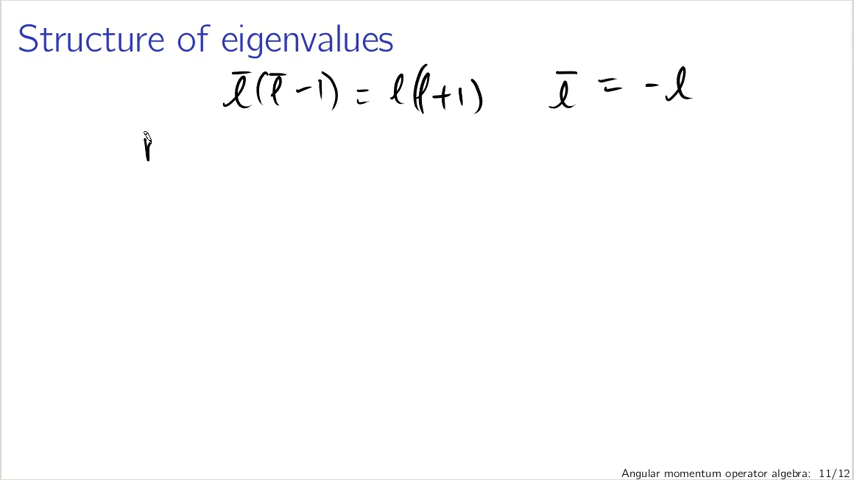 Structure of eigenvalues
ℓ̄(ℓ̄ -1) = ℓ(ℓ+1) ℓ̄ = -ℓ
Angular momentum operator algebra: 11/12